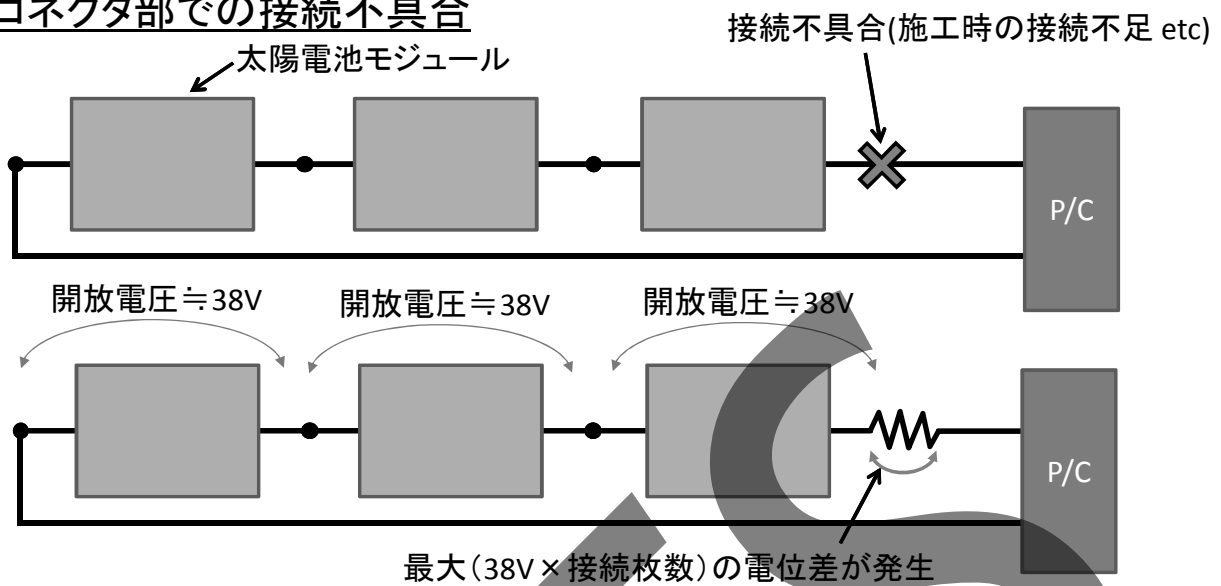 コネクタ部での接続不具合
接続不具合(施工時の接続不足 etc)
太陽電池モジュール
P/C
開放電圧≒38V
開放電圧≒38V
開放電圧≒38V
P/C
最大(38V×接続枚数)の電位差が発生